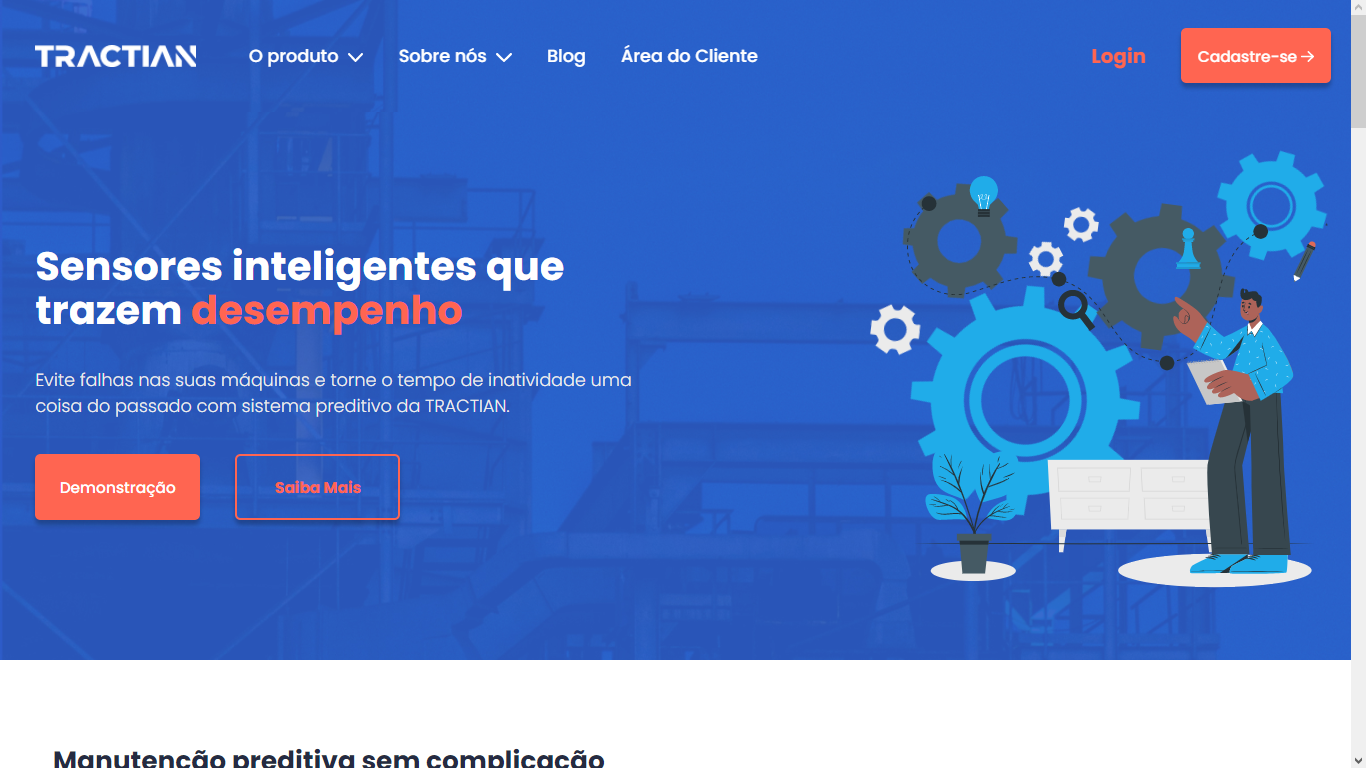 TRACTIAN
O produto
Sobre nós
Blog
Área do Cliente
Login
Cadastre-se →
Sensores inteligentes que
trazem desempenho
Evite falhas nas suas máquinas e torne o tempo de inatividade uma
coisa do passado com sistema preditivo da TRACTIAN.
Demonstração
Saiba Mais
Manutenção preditiva sem complicação